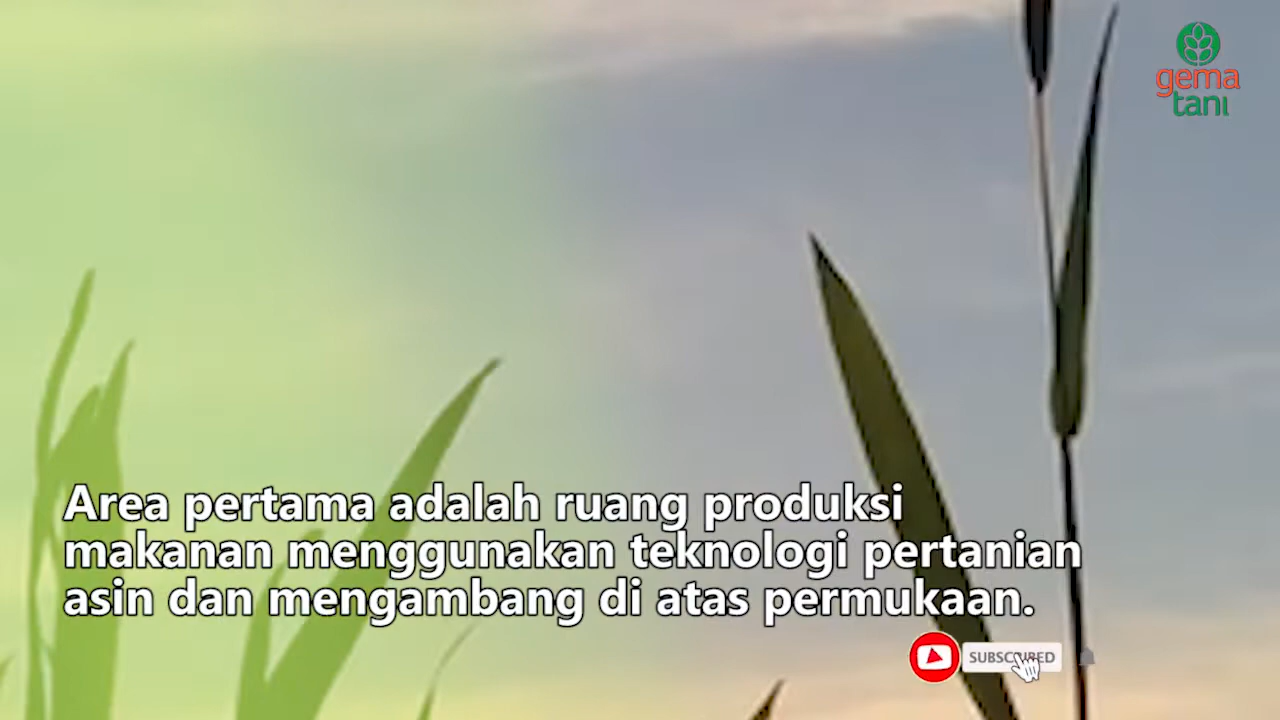 gema
tani
Area pertama adalah ruang produksi
makanan menggunakan teknologi pertanian
asin dan mengambang di atas permukaan.
SUBSCRIBED